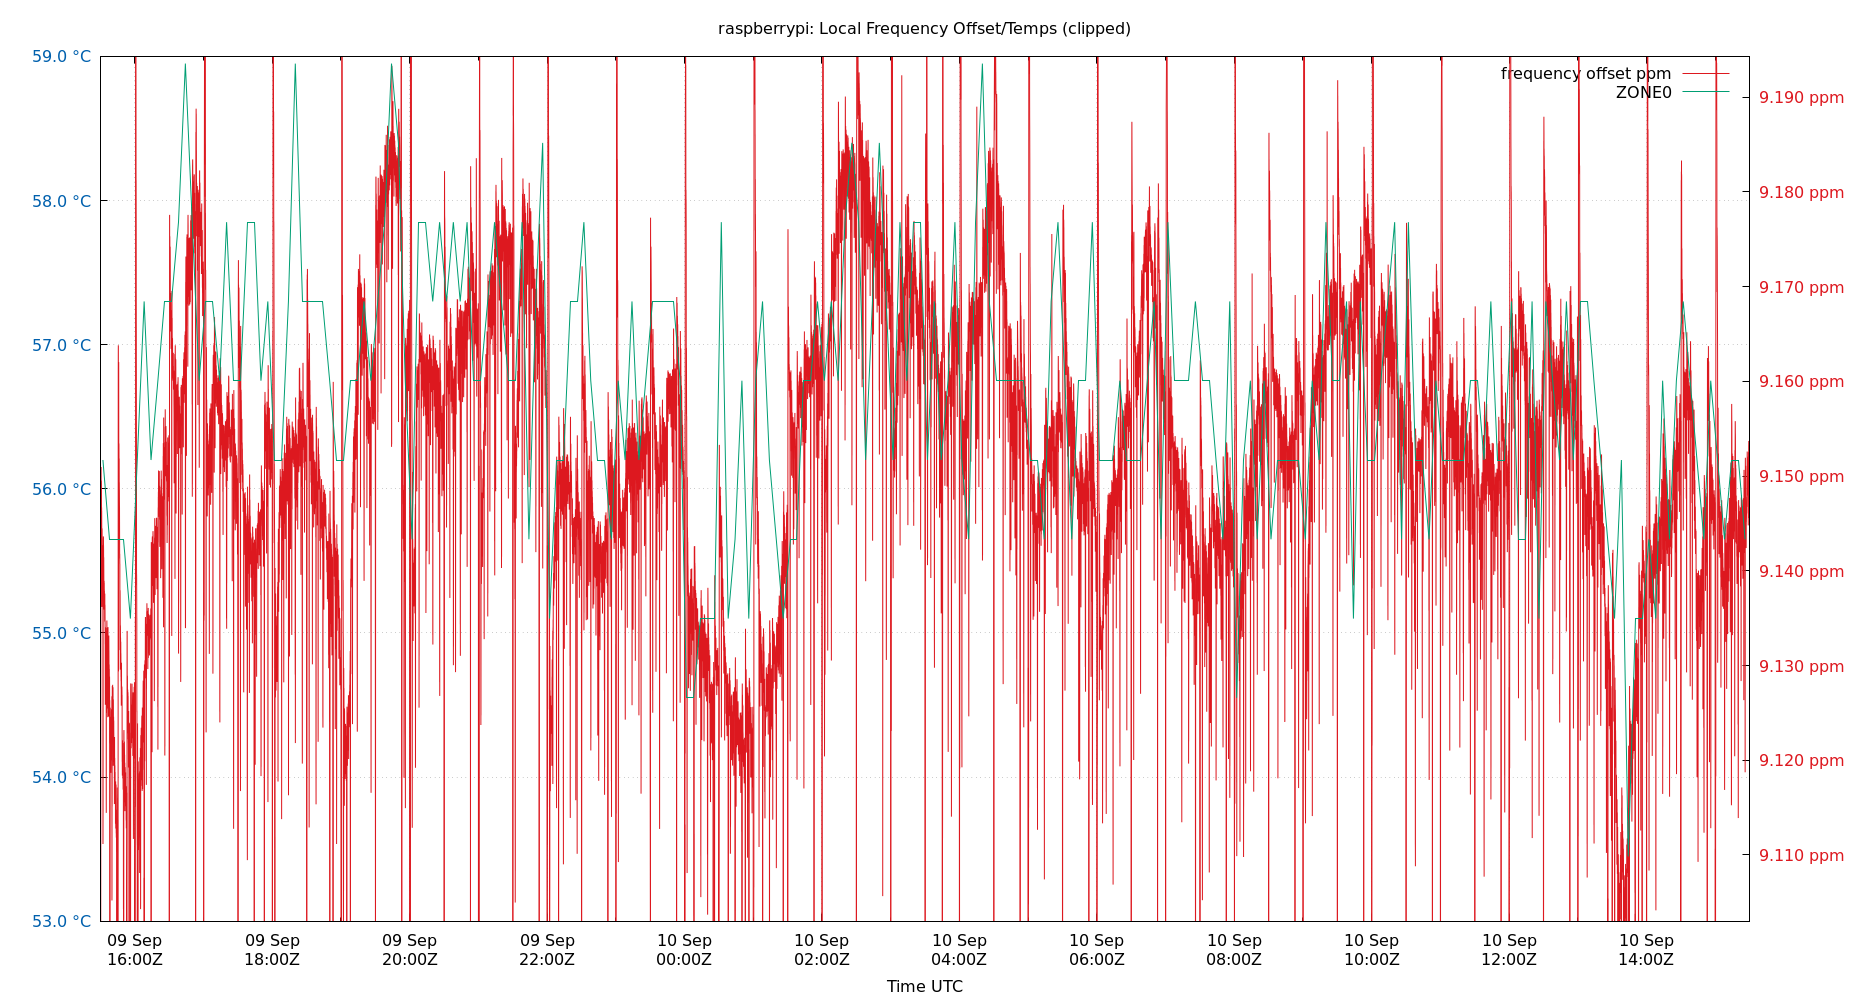 raspberrypi: Local Frequency Offset/Temps (clipped)
frequency offset ppm
ZONE0
59.0 °C
58.0 °C
57.0 °C
56.0 °C
55.0 °C
54.0 °C
53.0 °C
9.190 ppm
9.180 ppm
9.170 ppm
9.160 ppm
9.150 ppm
9.140 ppm
9.130 ppm
9.120 ppm
9.110 ppm
09 Sep 09 Sep 09 Sep 09 Sep 10 Sep 10 Sep 10 Sep 10 Sep 10 Sep 10 Sep 10 Sep 10 Sep
16:00Z 18:00Z 20:00Z 22:00Z 00:00Z 02:00Z 04:00Z 06:00Z 08:00Z 10:00Z 12:00Z 14:00Z
Time UTC